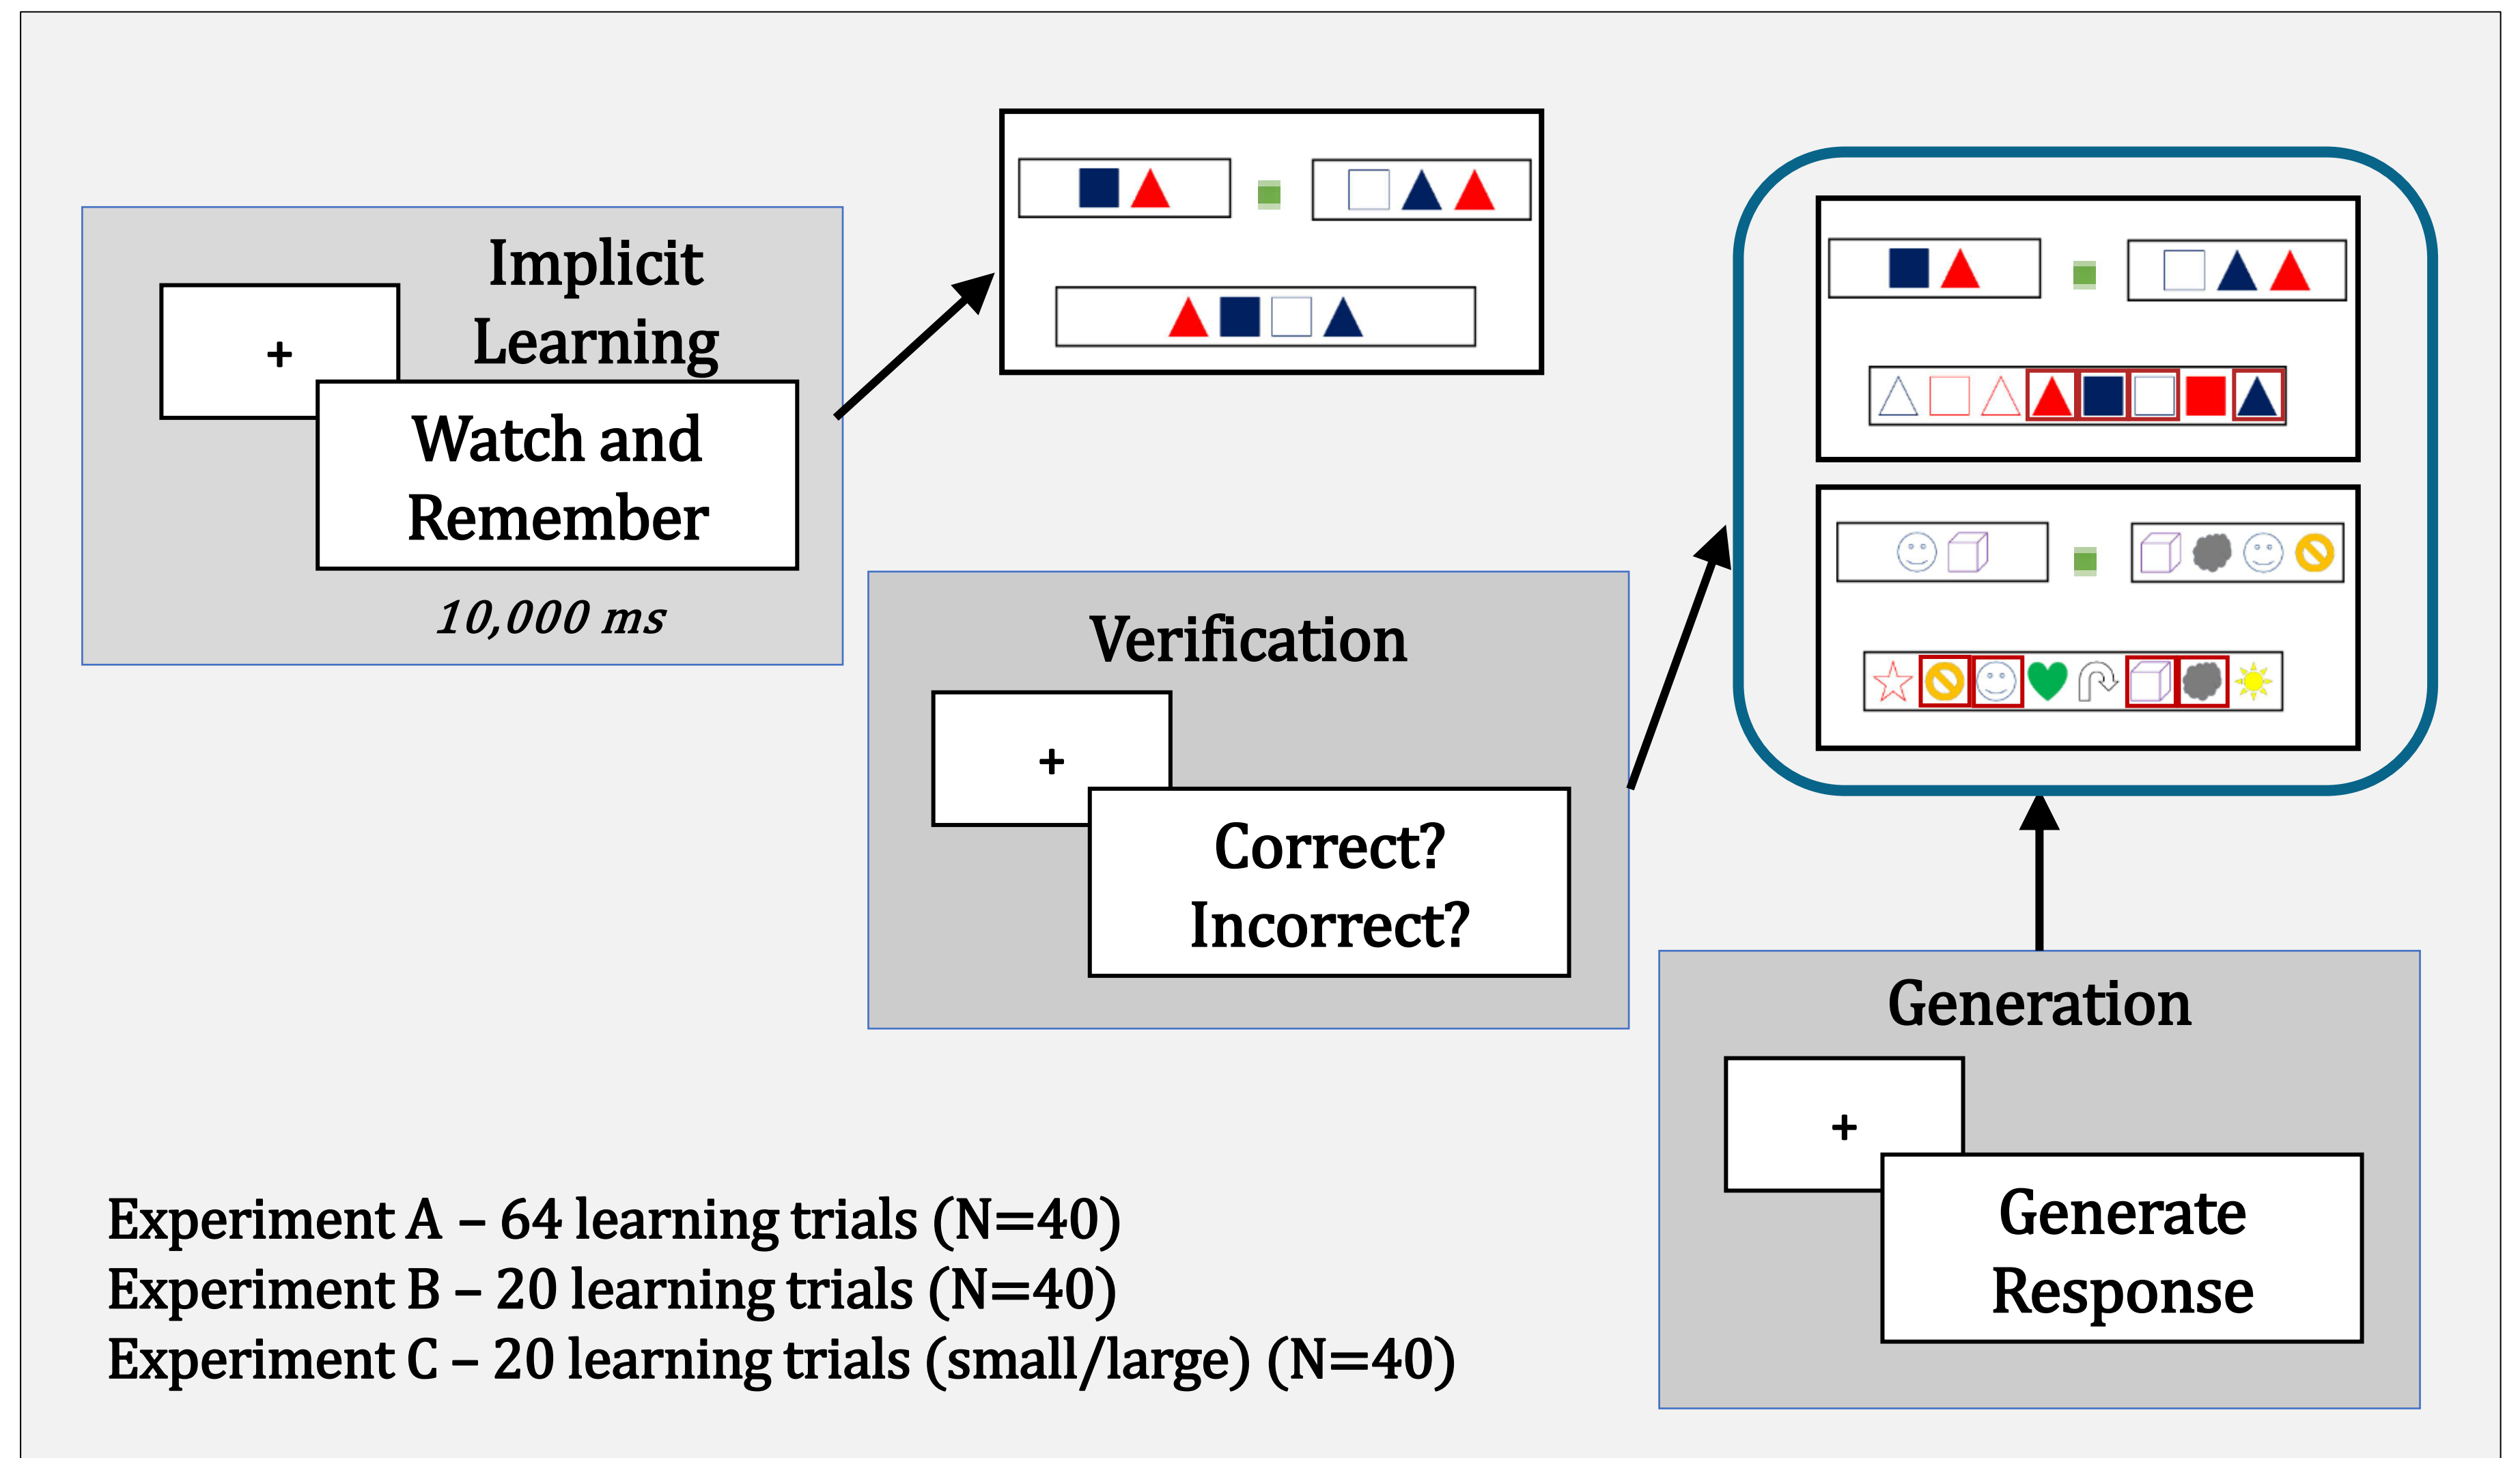 Implicit
Learning
+
Watch and
Remember
10,000 ms
Verification
+
Correct?
Incorrect?
Generation
+
Generate
Response
Experiment A – 64 learning trials (N=40)
Experiment B – 20 learning trials (N=40)
Experiment C – 20 learning trials (small/large) (N=40)